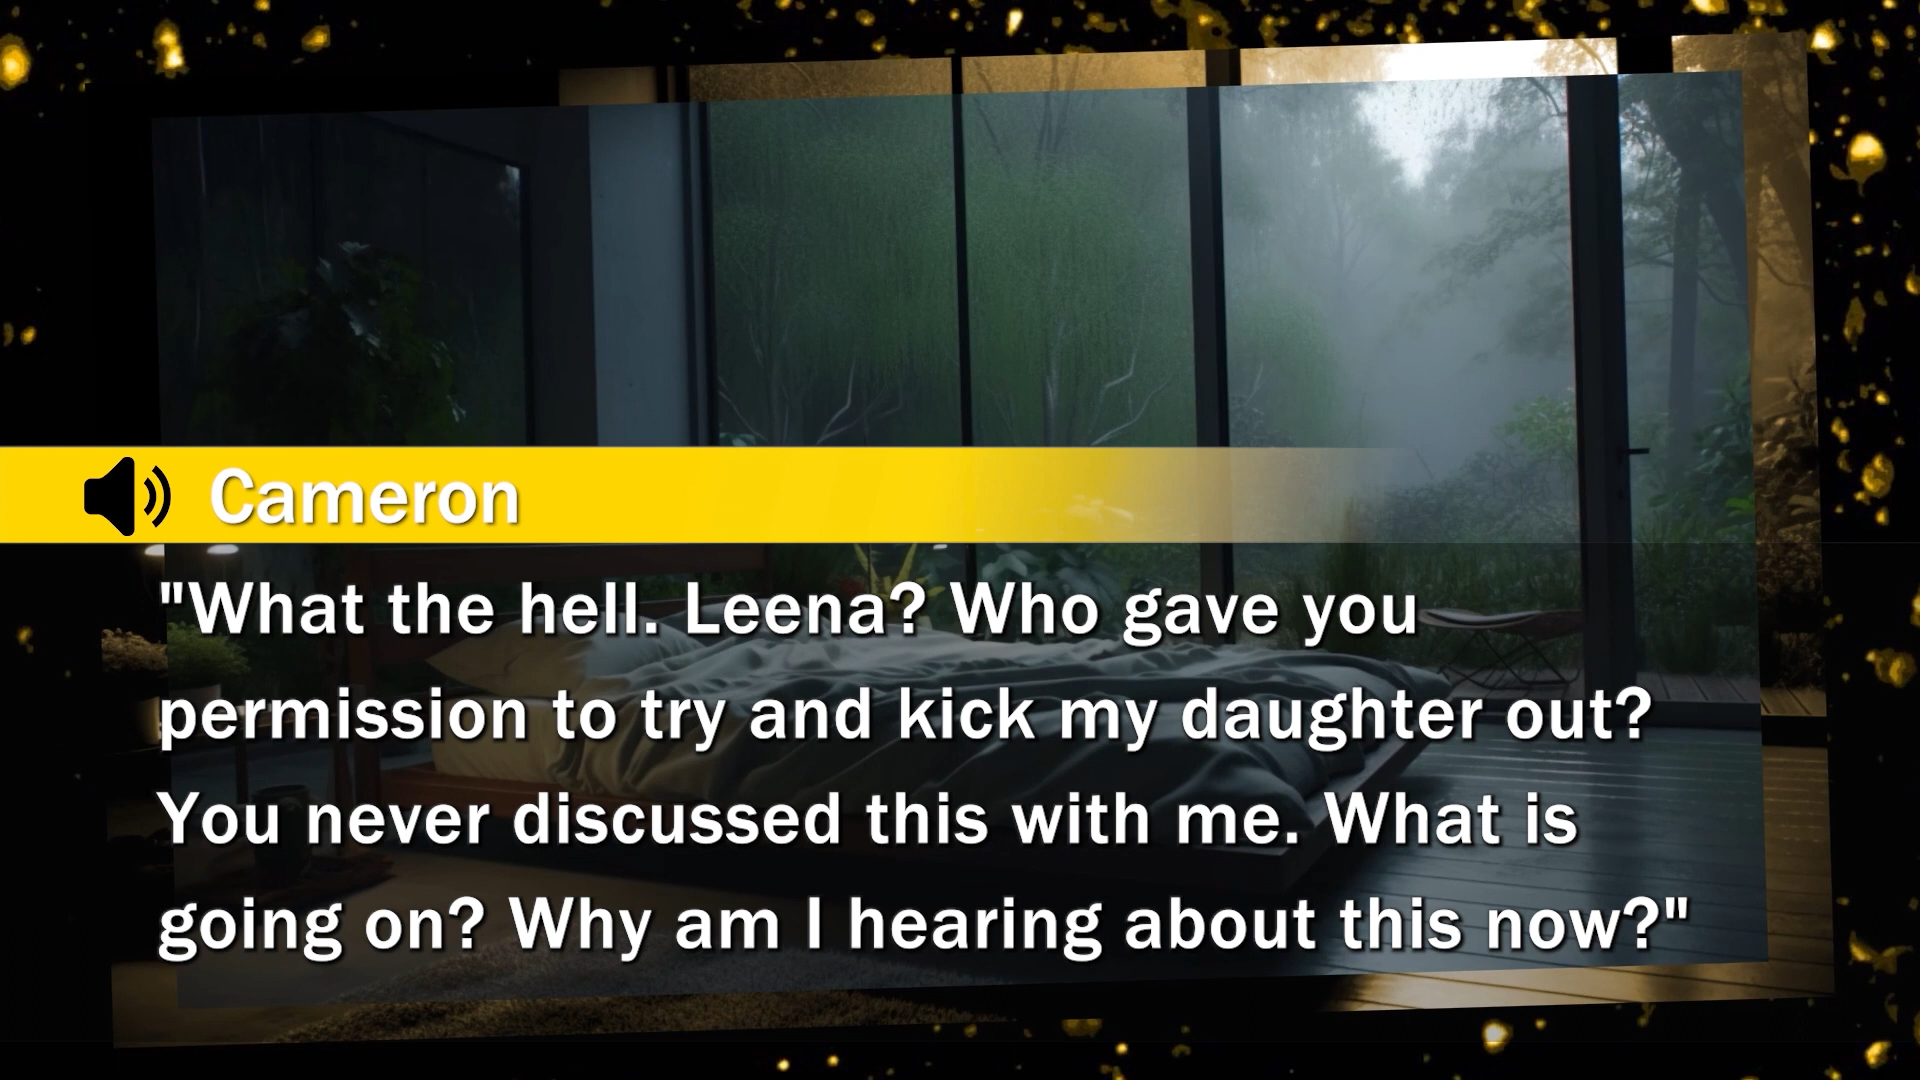 Cameron
"What the hell. Leena? Who gave you
permission to try and kick my daughter out?
You never discussed this with me. What is
going on? Why am I hearing about this now?"